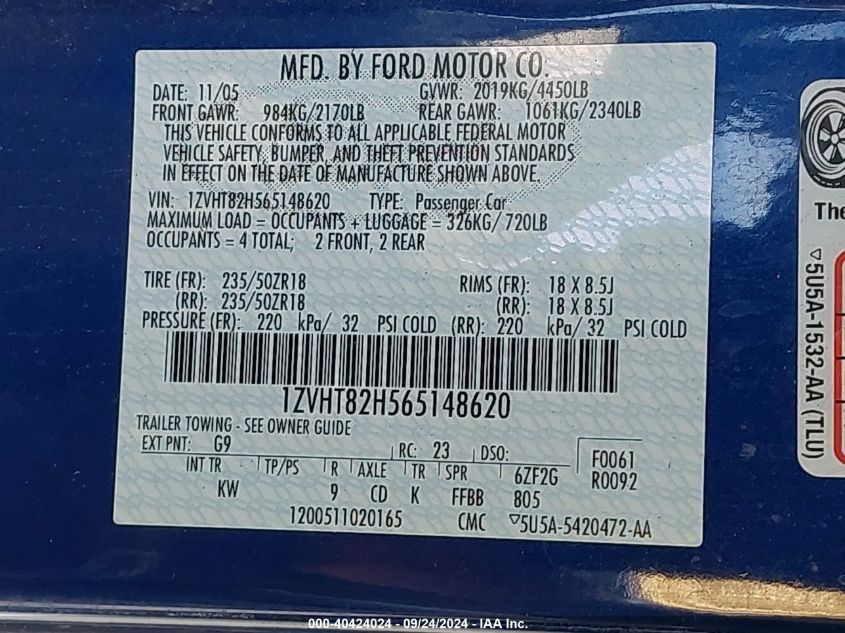 MFD. BY FORD MOTOR CO.
DATE: 11/05 GVWR: 2019KG/4450LB
FRONT GAWR: 984KG/2170LB REAR GAWR: 1061KG/2340LB
THIS VEHICLE CONFORMS TO ALL APPLICABLE FEDERAL MOTOR
VEHICLE SAFETY, BUMPER, AND THEFT PREVENTION STANDARDS
IN EFFECT ON THE DATE OF MANUFACTURE SHOWN ABOVE.
VIN: 1ZVHT82H565148620 TYPE: Passenger Car
MAXIMUM LOAD = OCCUPANTS + LUGGAGE = 326KG/720LB
OCCUPANTS = 4 TOTAL; 2 FRONT, 2 REAR
TIRE (FR): 235/50ZR18 RIMS (FR): 18 X 8.5J
(RR): 235/50ZR18 (RR): 18 X 8.5J
PRESSURE (FR): 220 kPa/ 32 PSI COLD (RR): 220 kPa/ 32 PSI COLD
1ZVHT82H565148620
TRAILER TOWING - SEE OWNER GUIDE
EXT PNT: G9 RC: 23 DSO: F0061
INT TR TP/PS R AXLE TR SPR 6ZF2G R0092
KW 9 CD K FFBB 805
1200511020165 CMC ▽5U5A-5420472-AA
The
▽5U5A-1532-AA (TLU)
000-40424024 - 09/24/2024 - IAA Inc.